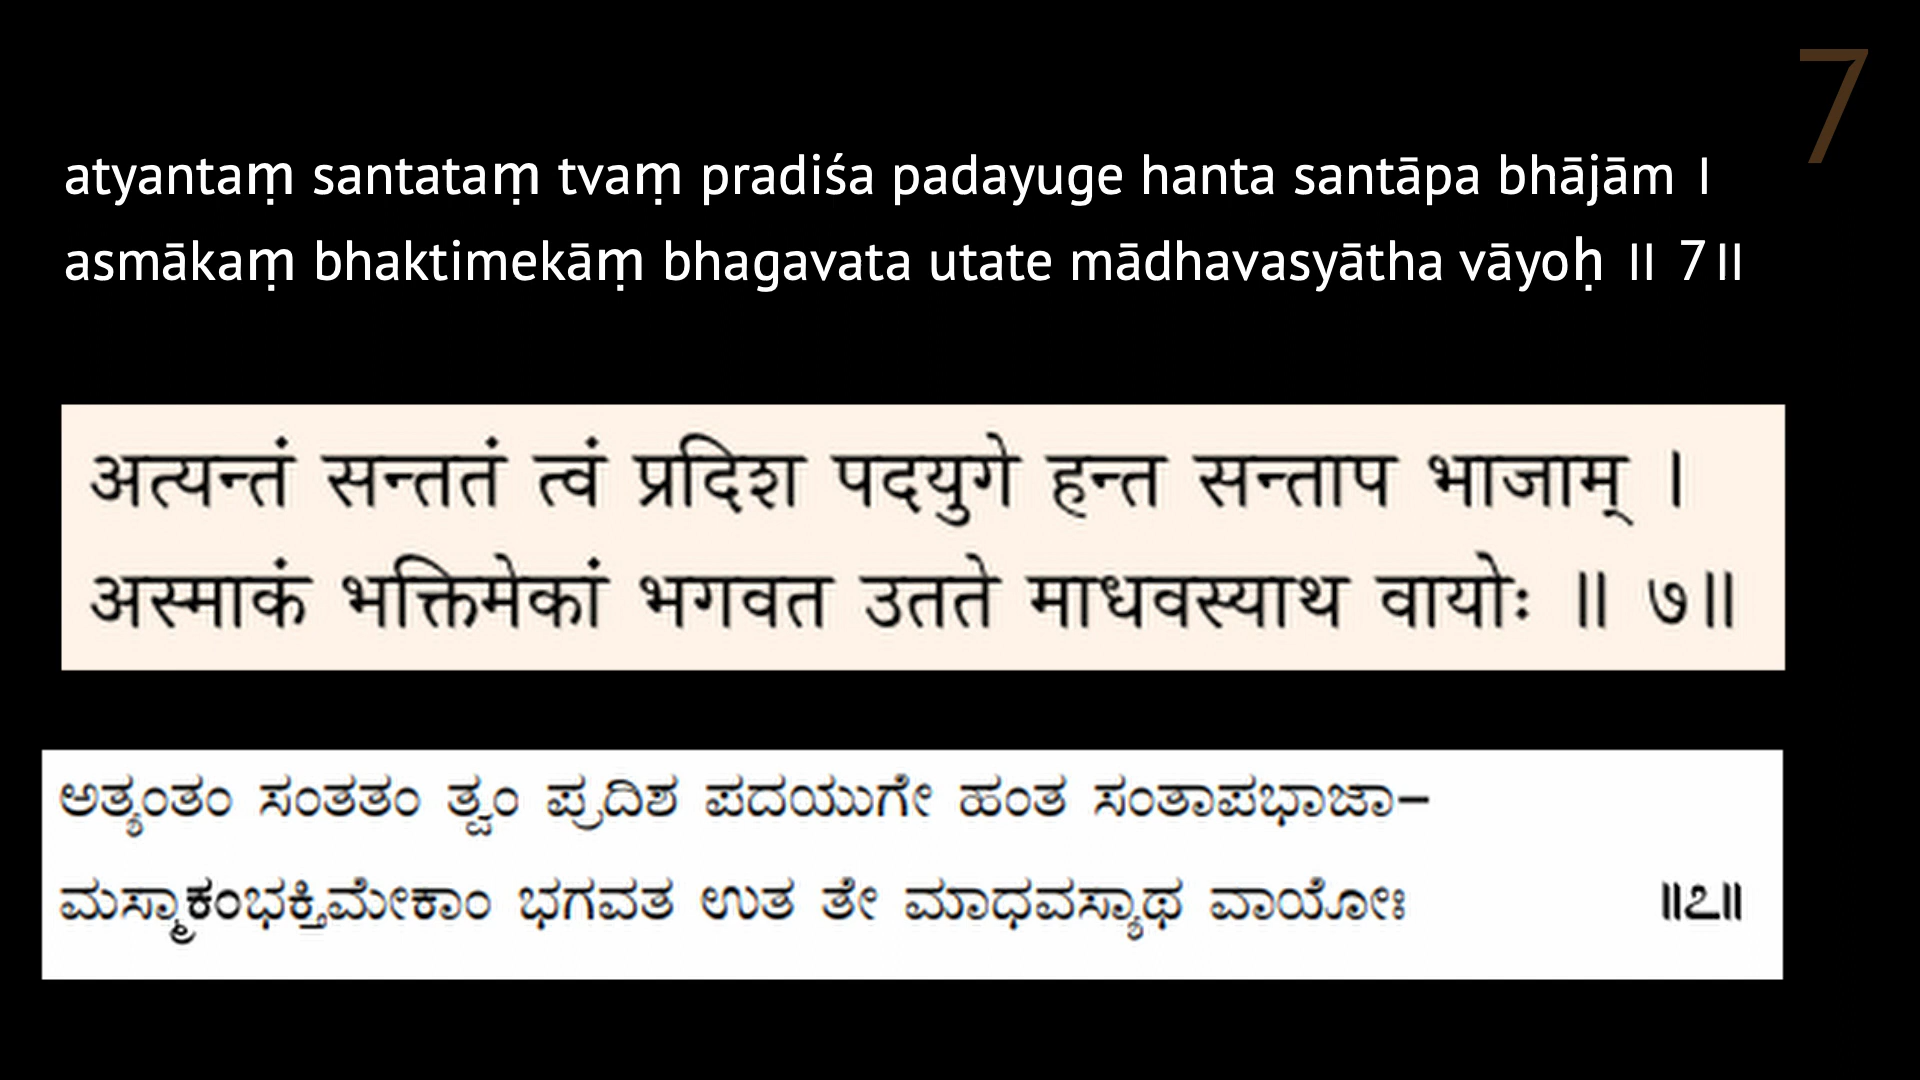 7
atyantaṃ santataṃ tvaṃ pradiśa padayuge hanta santāpa bhājām ।
asmākaṃ bhaktimekāṃ bhagavata utate mādhavasyātha vāyoḥ ॥ 7॥
अत्यन्तं सन्ततं त्वं प्रदिश पदयुगे हन्त सन्ताप भाजाम् ।
अस्माकं भक्तिमेकां भगवत उतते माधवस्याथ वायोः ॥ ७॥
ಅತ್ಯಂತಂ ಸಂತತಂ ತ್ವಂ ಪ್ರದಿಶ ಪದಯುಗೇ ಹಂತ ಸಂತಾಪಭಾಜಾ–
ಮಸ್ಮಾಕಂಭಕ್ತಿಮೇಕಾಂ ಭಗವತ ಉತ ತೇ ಮಾಧವಸ್ಯಾಥ ವಾಯೋಃ ॥೭॥